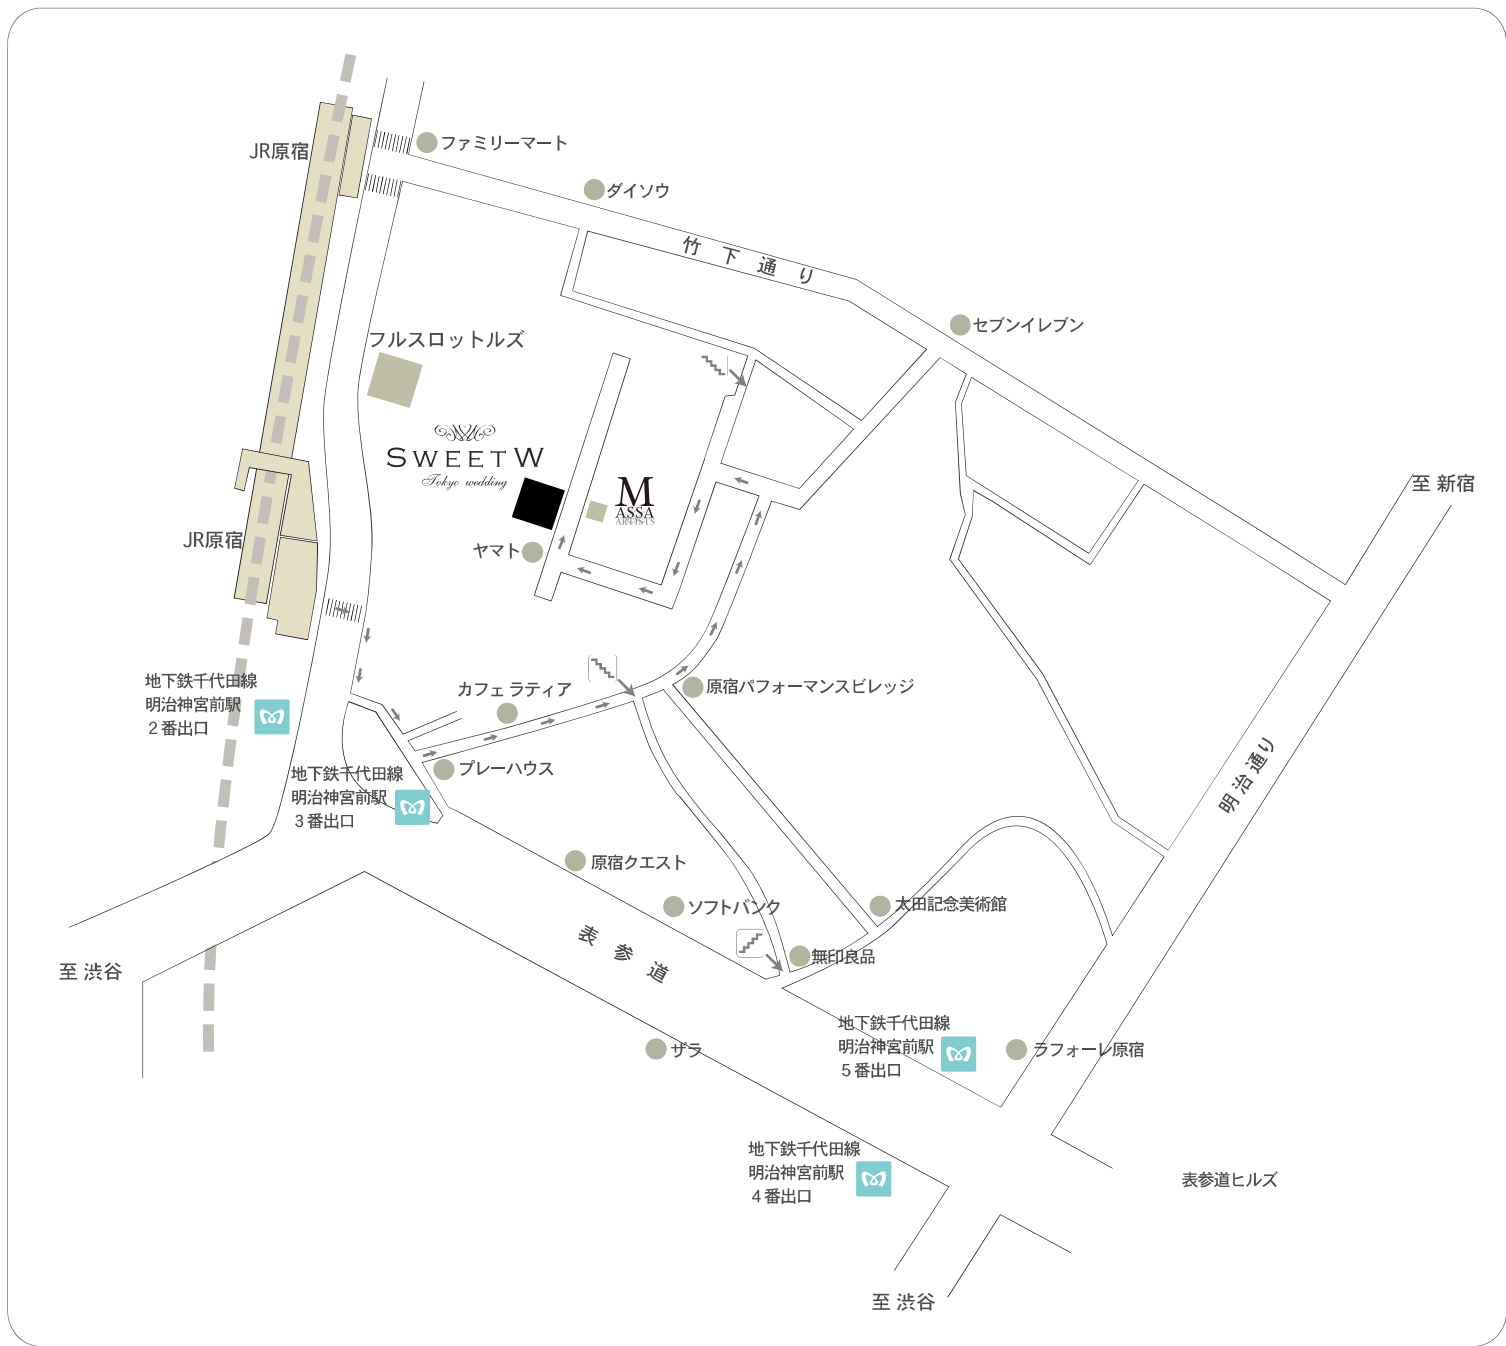 JR原宿
ファミリーマート
ダイソウ
竹下通り
フルスロットルズ
セブンイレブン
SWEETW
Tokyo wedding
MASSA
ARTISTS
至 新宿
JR原宿
ヤマト
地下鉄千代田線
明治神宮前駅
２番出口
カフェ ラティア
原宿パフォーマンスビレッジ
地下鉄千代田線
明治神宮前駅
３番出口
プレーハウス
明治通り
原宿クエスト
ソフトバンク
太田記念美術館
表参道
無印良品
至 渋谷
ザラ
地下鉄千代田線
明治神宮前駅
５番出口
ラフォーレ原宿
地下鉄千代田線
明治神宮前駅
４番出口
表参道ヒルズ
至 渋谷